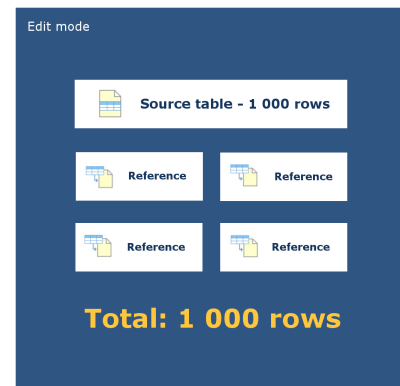 Edit mode
Source table - 1 000 rows
Reference
Reference
Reference
Reference
Total: 1 000 rows